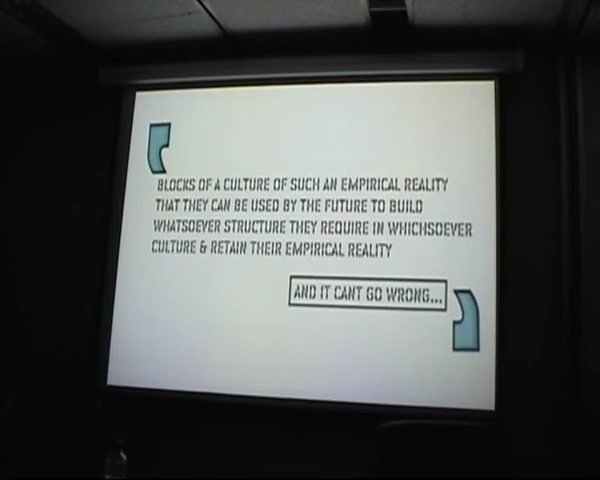 BLOCKS OF A CULTURE OF SUCH AN EMPIRICAL REALITY
THAT THEY CAN BE USED BY THE FUTURE TO BUILD
WHATSOEVER STRUCTURE THEY REQUIRE IN WHICHSOEVER
CULTURE & RETAIN THEIR EMPIRICAL REALITY
AND IT CANT GO WRONG...